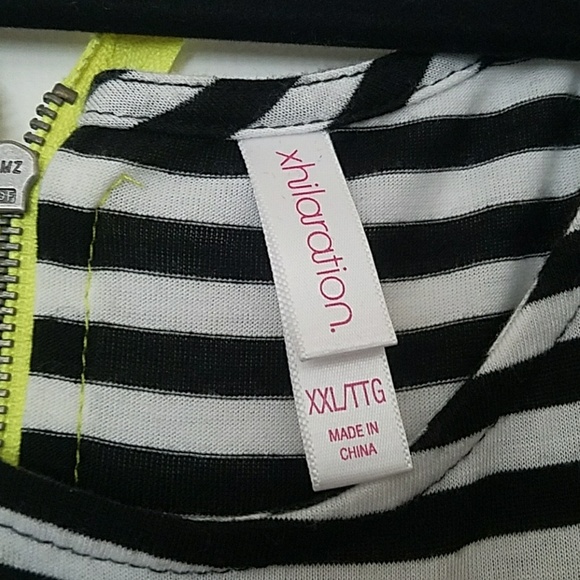 xhilaration.
XXL/TTG
MADE IN
CHINA